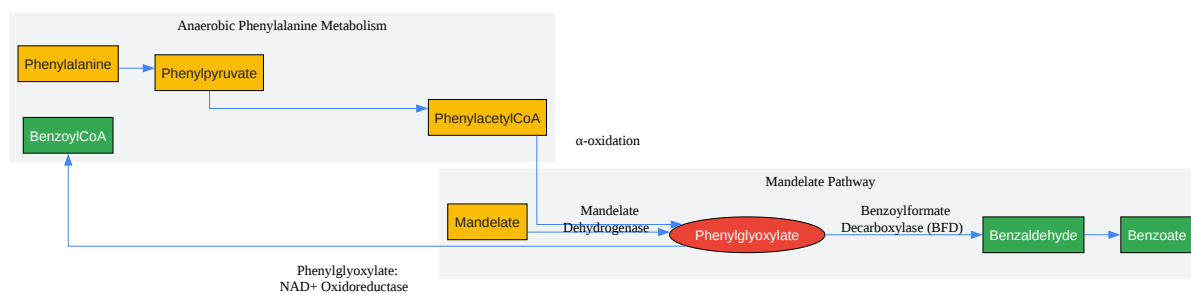 Anaerobic Phenylalanine Metabolism
Phenylalanine
Phenylpyruvate
PhenylacetylCoA
BenzoylCoA
α-oxidation
Mandelate Pathway
Mandelate
Mandelate
Dehydrogenase
Phenylglyoxylate
Benzoylformate
Decarboxylase (BFD)
Benzaldehyde
Benzoate
Phenylglyoxylate:
NAD+ Oxidoreductase